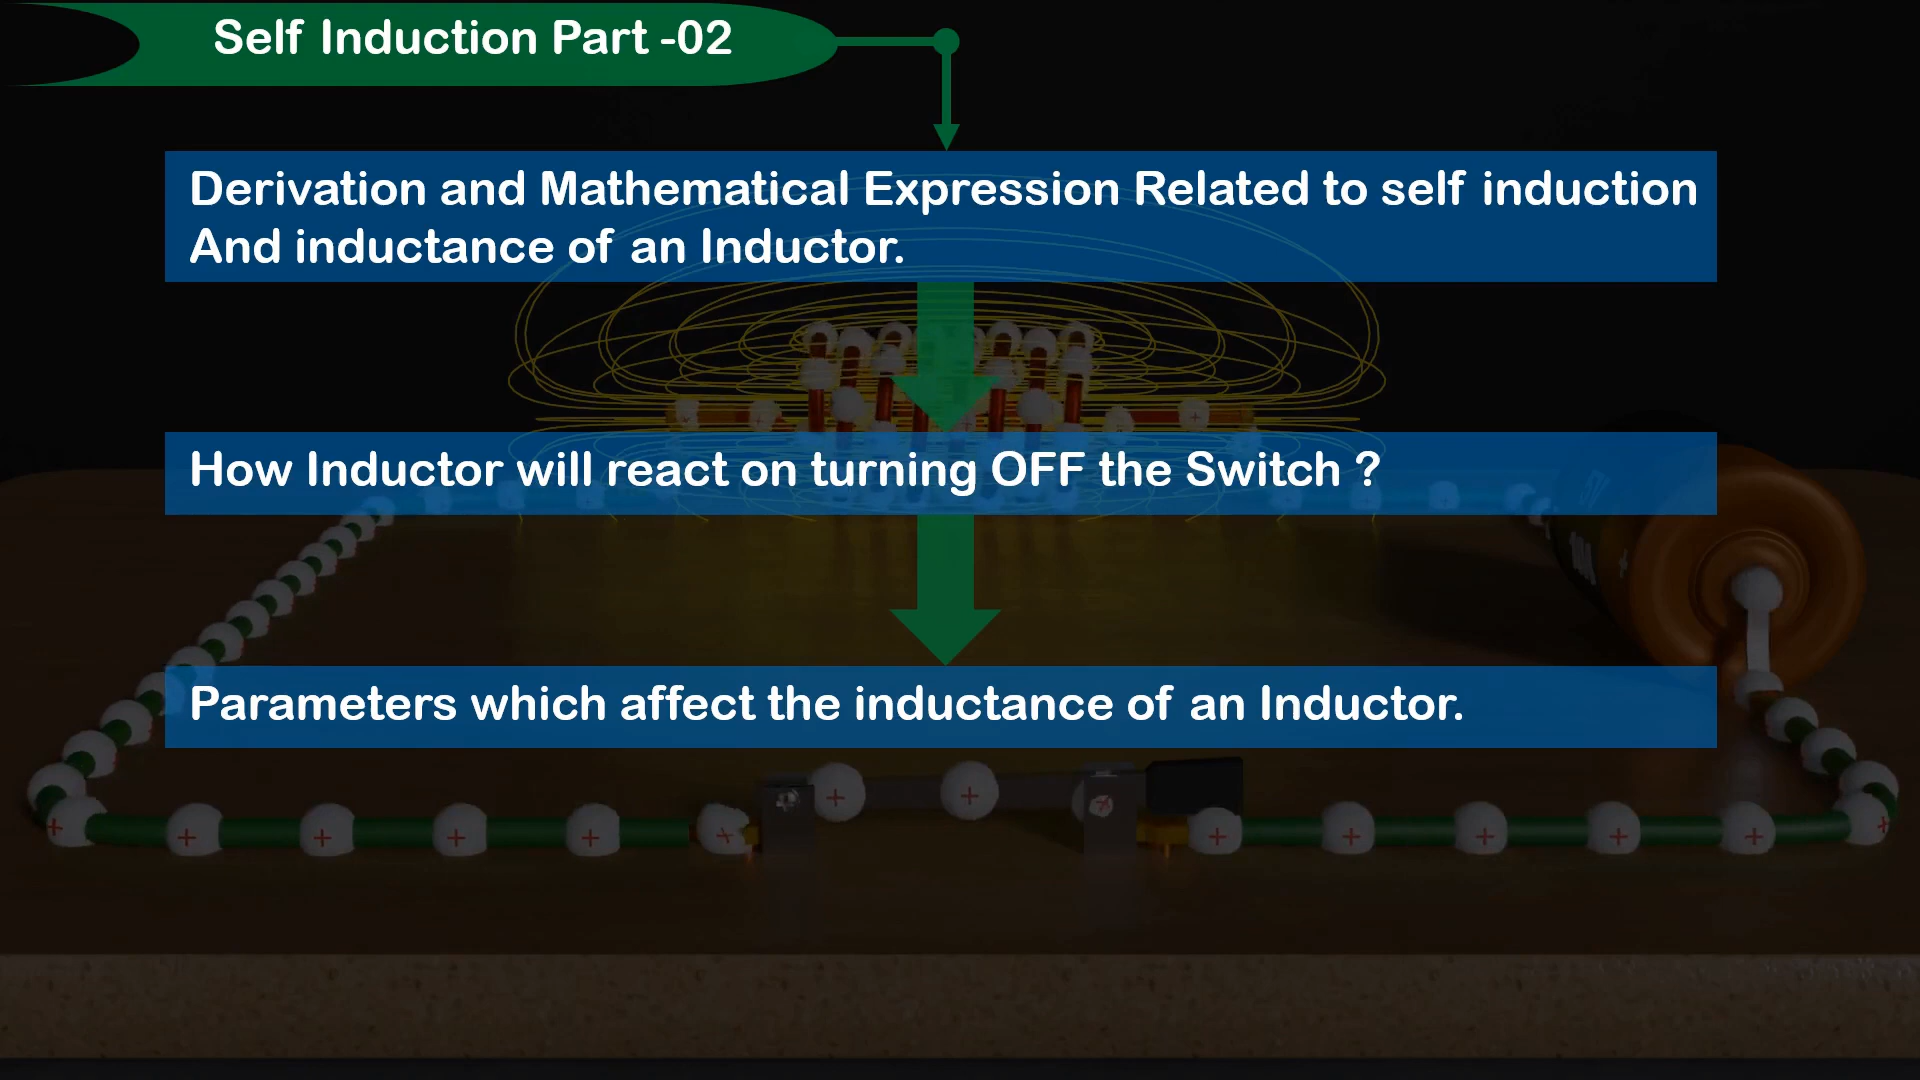 Self Induction Part -02
Derivation and Mathematical Expression Related to self induction
And inductance of an Inductor.
How Inductor will react on turning OFF the Switch ?
Parameters which affect the inductance of an Inductor.